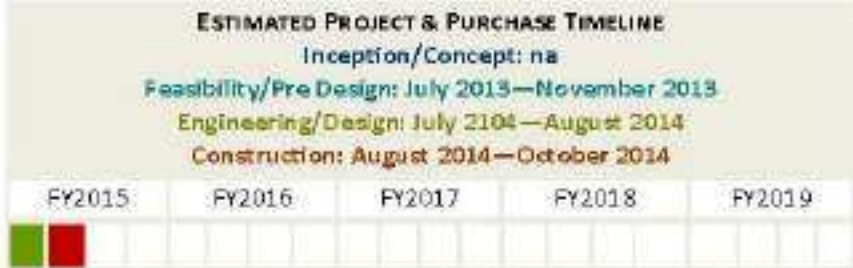 ESTIMATED PROJECT & PURCHASE TIMELINE
Inception/Concept: na
Feasibility/Pre Design: July 2013—November 2013
Engineering/Design: July 2104—August 2014
Construction: August 2014—October 2014
FY2015 FY2016 FY2017 FY2018 FY2019